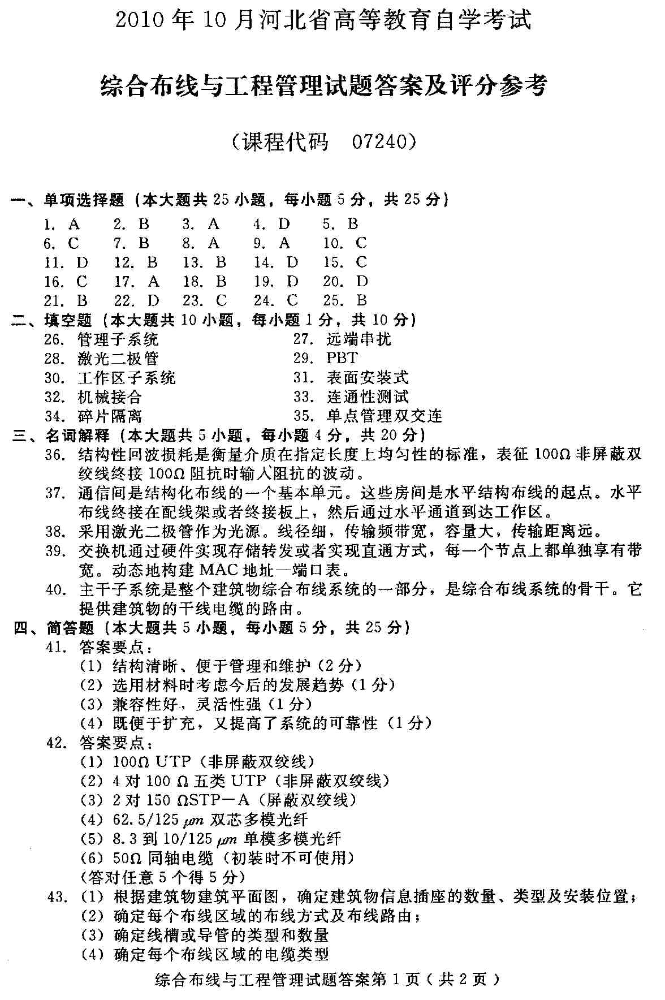 2010 年 10 月河北省高等教育自学考试
综合布线与工程管理试题答案及评分参考
（课程代码 07240）
一、单项选择题（本大题共 25 小题，每小题 5 分，共 25 分）
1. A 2. B 3. A 4. D 5. B
6. C 7. B 8. A 9. A 10. C
11. D 12. B 13. B 14. D 15. C
16. C 17. A 18. B 19. D 20. D
21. B 22. D 23. C 24. C 25. B
二、填空题（本大题共 10 小题，每小题 1 分，共 10 分）
26. 管理子系统 27. 远端串扰
28. 激光二极管 29. PBT
30. 工作区子系统 31. 表面安装式
32. 机械接合 33. 连通性测试
34. 碎片隔离 35. 单点管理双交连
三、名词解释（本大题共 5 小题，每小题 4 分，共 20 分）
36. 结构性回波损耗是衡量介质在指定长度上均匀性的标准，表征 100Ω 非屏蔽双
绞线终接 100Ω 阻抗时输入阻抗的波动。
37. 通信间是结构化布线的一个基本单元。这些房间是水平结构布线的起点。水平
布线终接在配线架或者终接板上，然后通过水平通道到达工作区。
38. 采用激光二极管作为光源。线径细，传输频带宽，容量大，传输距离远。
39. 交换机通过硬件实现存储转发或者实现直通方式，每一个节点上都单独享有带
宽。动态地构建 MAC 地址—端口表。
40. 主干子系统是整个建筑物综合布线系统的一部分，是综合布线系统的骨干。它
提供建筑物的干线电缆的路由。
四、简答题（本大题共 5 小题，每小题 5 分，共 25 分）
41. 答案要点：
（1）结构清晰、便于管理和维护（2 分）
（2）选用材料时考虑今后的发展趋势（1 分）
（3）兼容性好，灵活性强（1 分）
（4）既便于扩充，又提高了系统的可靠性（1 分）
42. 答案要点：
（1）100Ω UTP（非屏蔽双绞线）
（2）4 对 100 Ω 五类 UTP（非屏蔽双绞线）
（3）2 对 150 ΩSTP－A（屏蔽双绞线）
（4）62.5/125 μm 双芯多模光纤
（5）8.3 到 10/125 μm 单模多模光纤
（6）50Ω 同轴电缆（初装时不可使用）
（答对任意 5 个得 5 分）
43.（1）根据建筑物建筑平面图，确定建筑物信息插座的数量、类型及安装位置；
（2）确定每个布线区域的布线方式及布线路由；
（3）确定线槽或导管的类型和数量
（4）确定每个布线区域的电缆类型
综合布线与工程管理试题答案第 1 页（共 2 页）